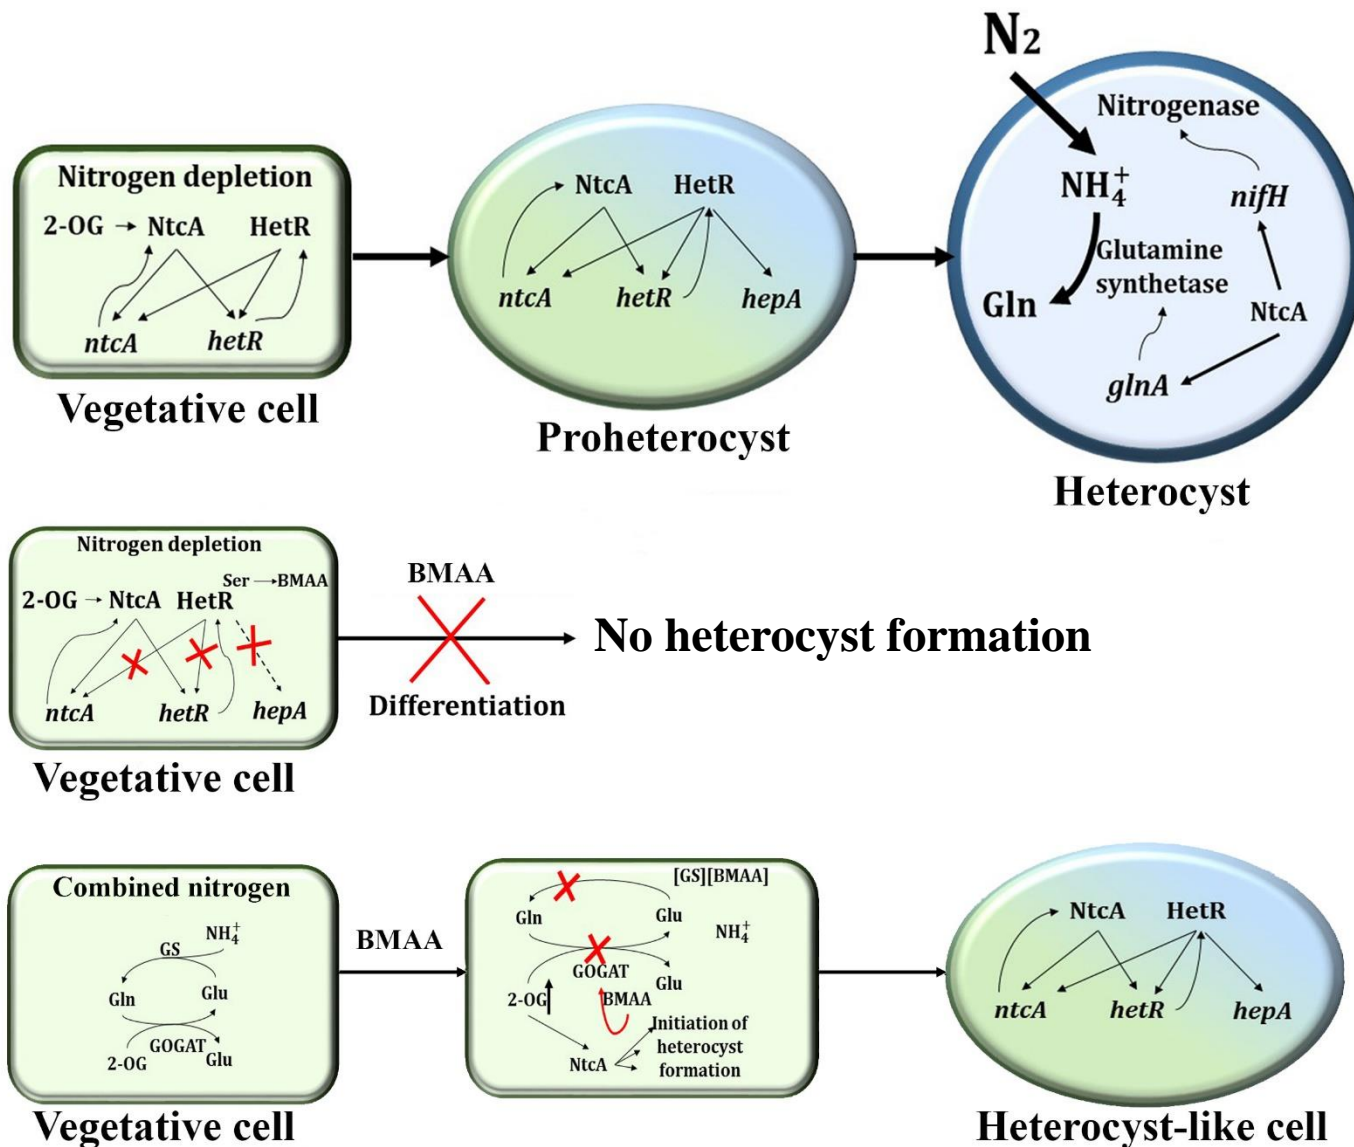 N2
Nitrogen depletion
2-OG NtcA HetR
ntcA hetR
Vegetative cell
NtcA HetR
ntcA hetR hepA
Proheterocyst
Nitrogenase
NH4+
nifH
Glutamine
synthetase
Gln
NtcA
glnA
Heterocyst
Nitrogen depletion
Ser BMAA
2-OG NtcA HetR
ntcA hetR hepA
Vegetative cell
BMAA
Differentiation
No heterocyst formation
Combined nitrogen
NH4+
GS
Gln Glu
GOGAT
2-OG Glu
Vegetative cell
BMAA
[GS][BMAA]
Gln Glu
NH4+
GOGAT
Glu
2-OG BMAA
Initiation of
heterocyst
NtcA formation
NtcA HetR
ntcA hetR hepA
Heterocyst-like cell